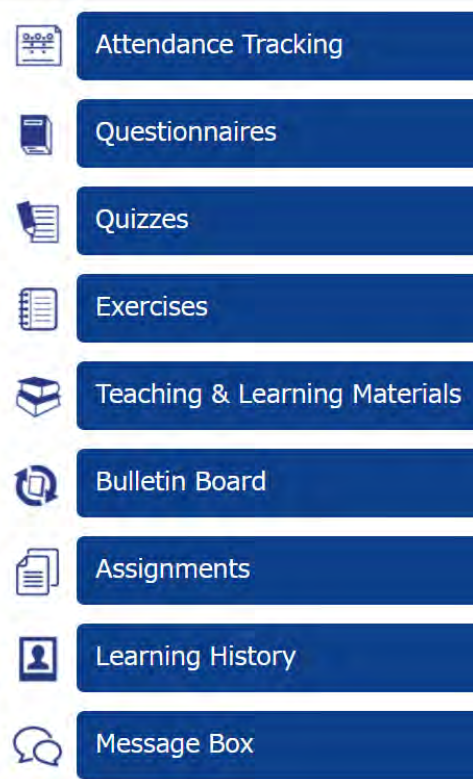 Attendance Tracking
Questionnaires
Quizzes
Exercises
Teaching & Learning Materials
Bulletin Board
Assignments
Learning History
Message Box